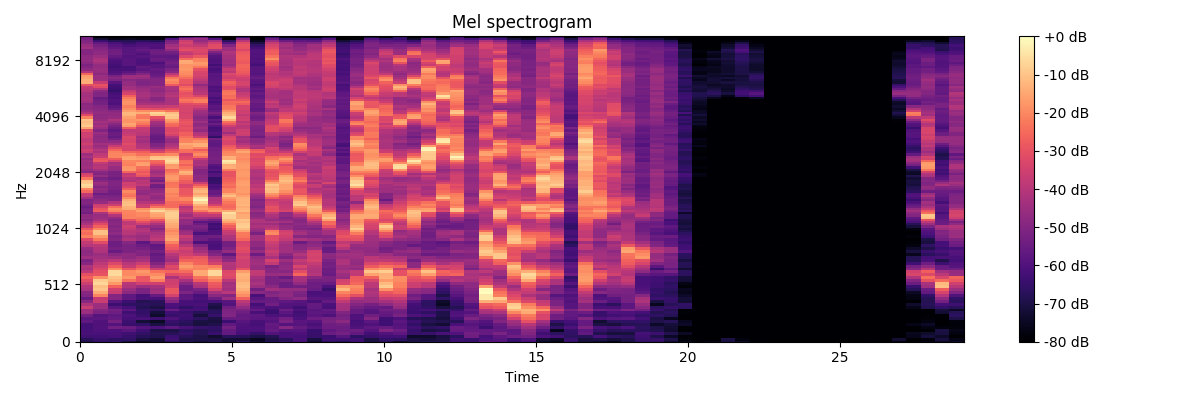 Mel spectrogram
Hz
8192
4096
2048
1024
512
0
0 5 10 15 20 25
Time
+0 dB
-10 dB
-20 dB
-30 dB
-40 dB
-50 dB
-60 dB
-70 dB
-80 dB